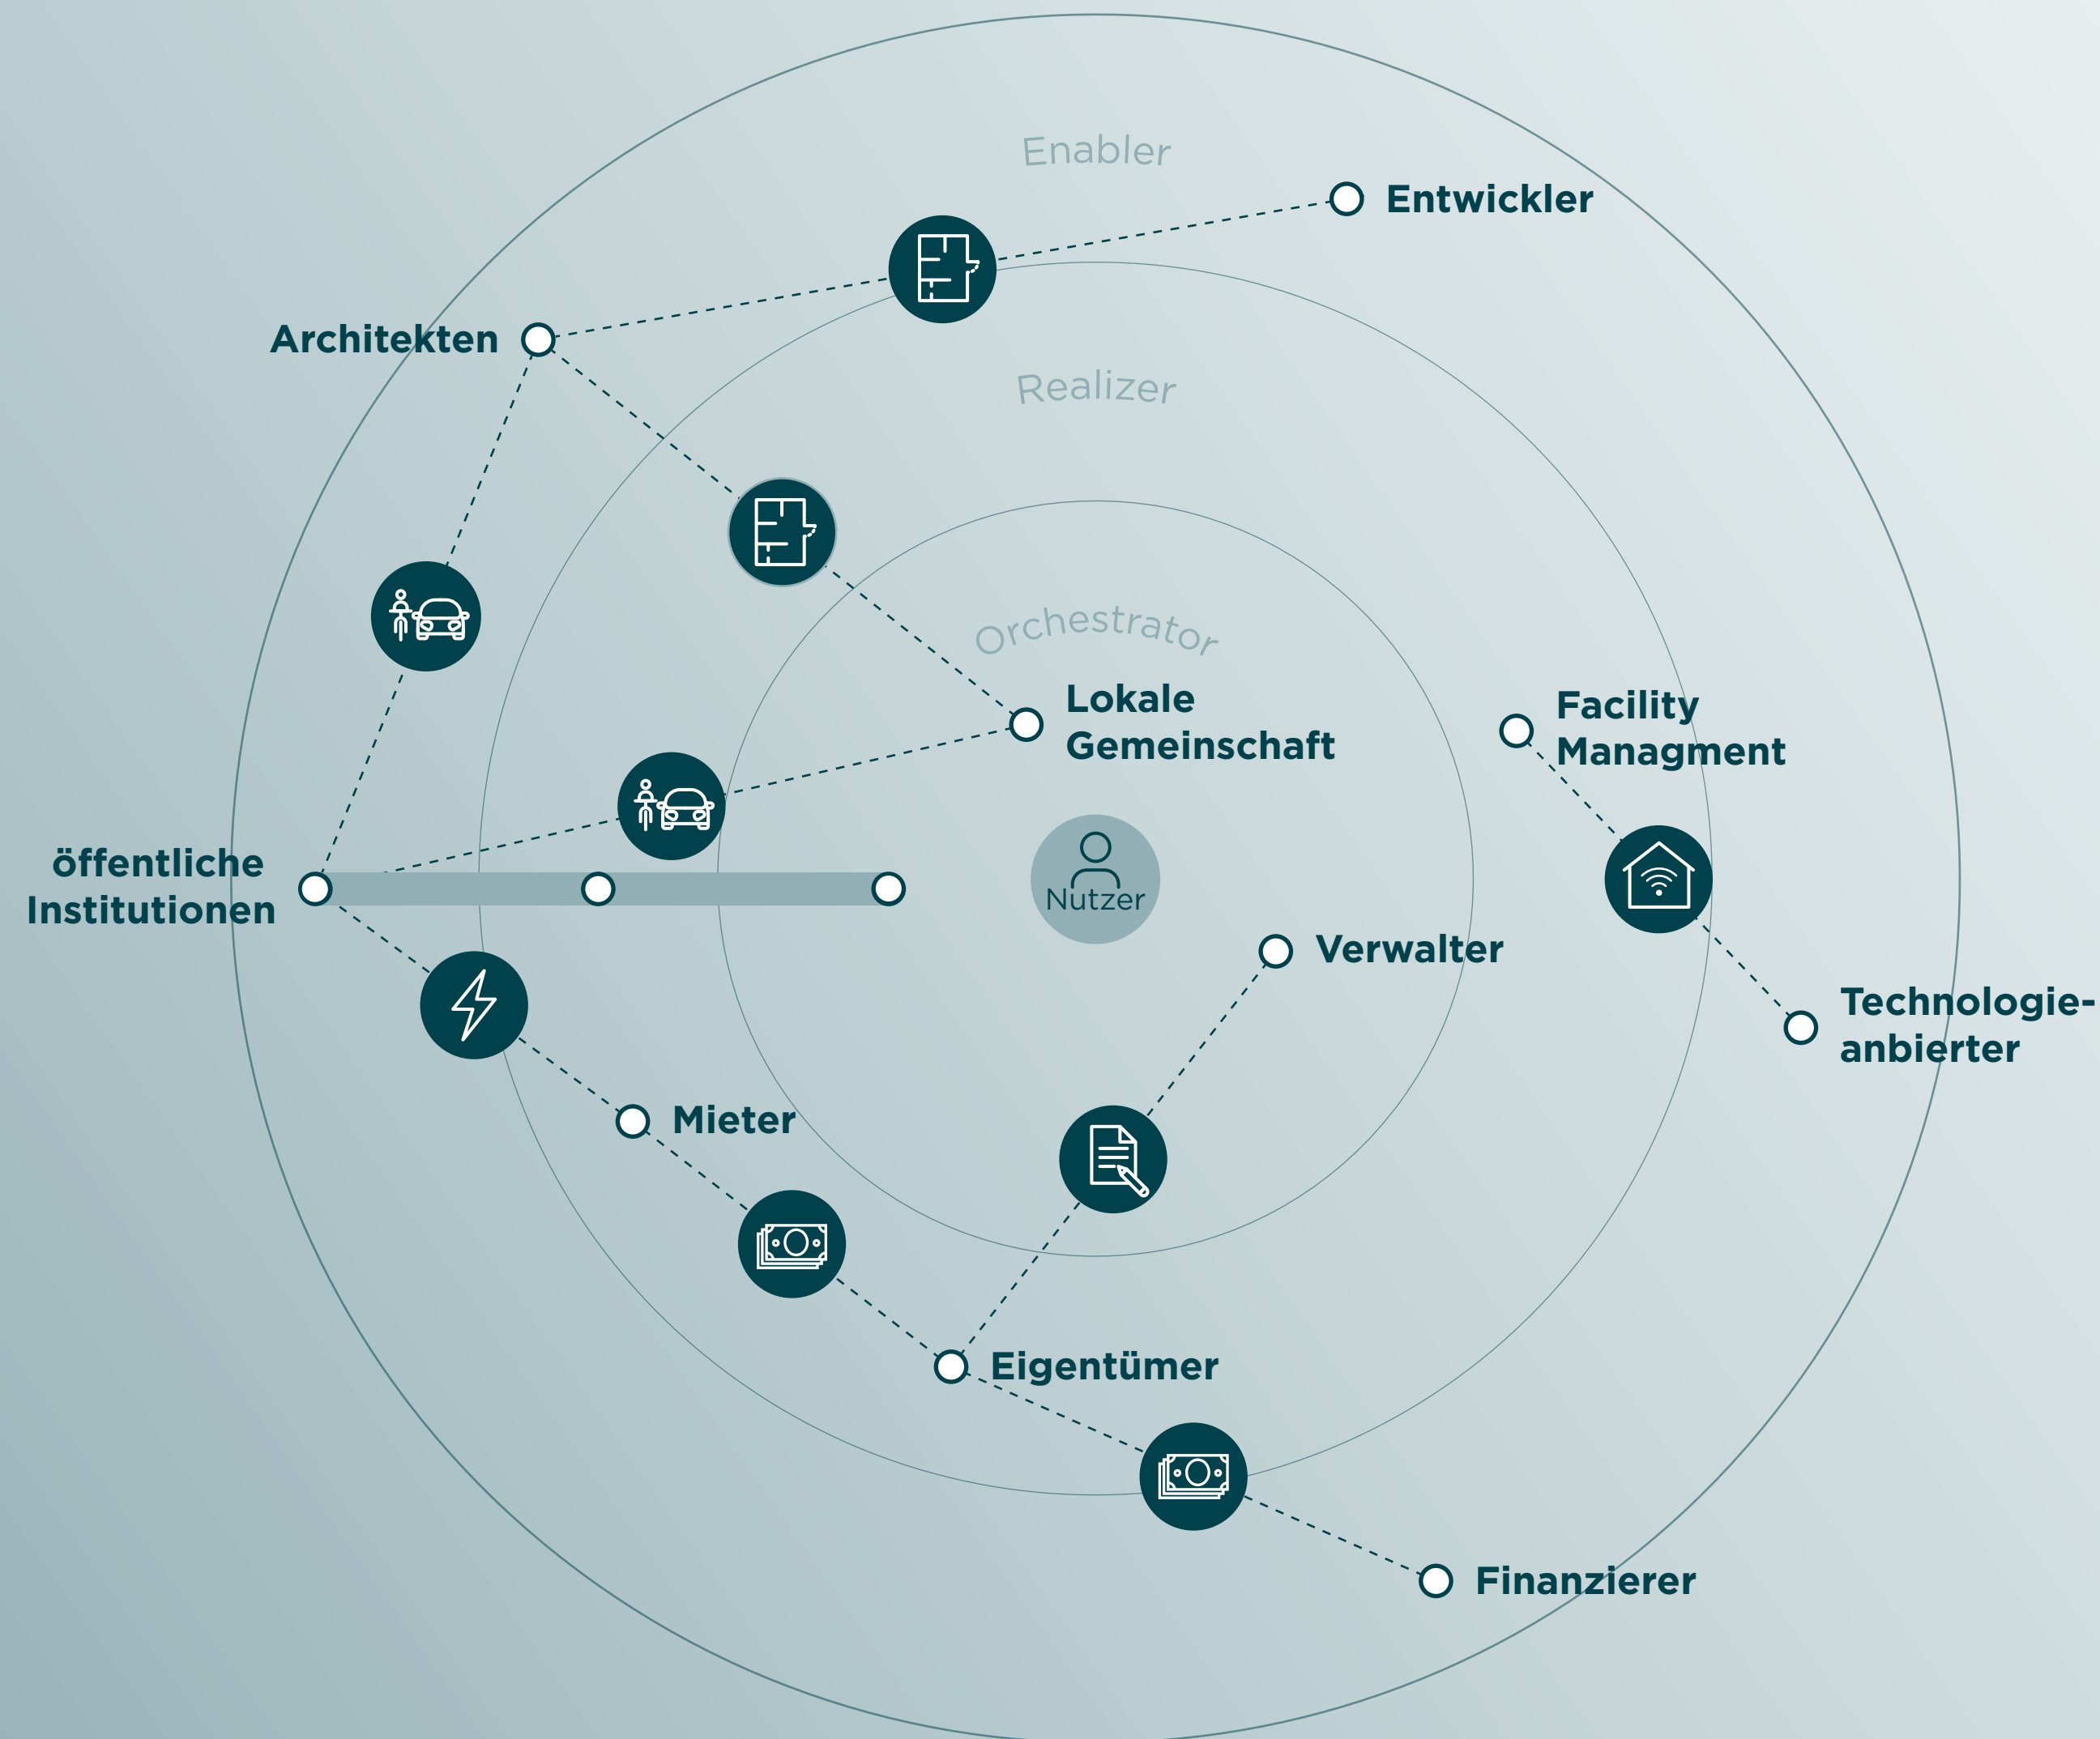 Enabler
Entwickler
Architekten
Realizer
Orchestrator
Lokale
Gemeinschaft
Facility
Managment
öffentliche
Institutionen
Nutzer
Verwalter
Technologie-
anbierter
Mieter
Eigentümer
Finanzierer